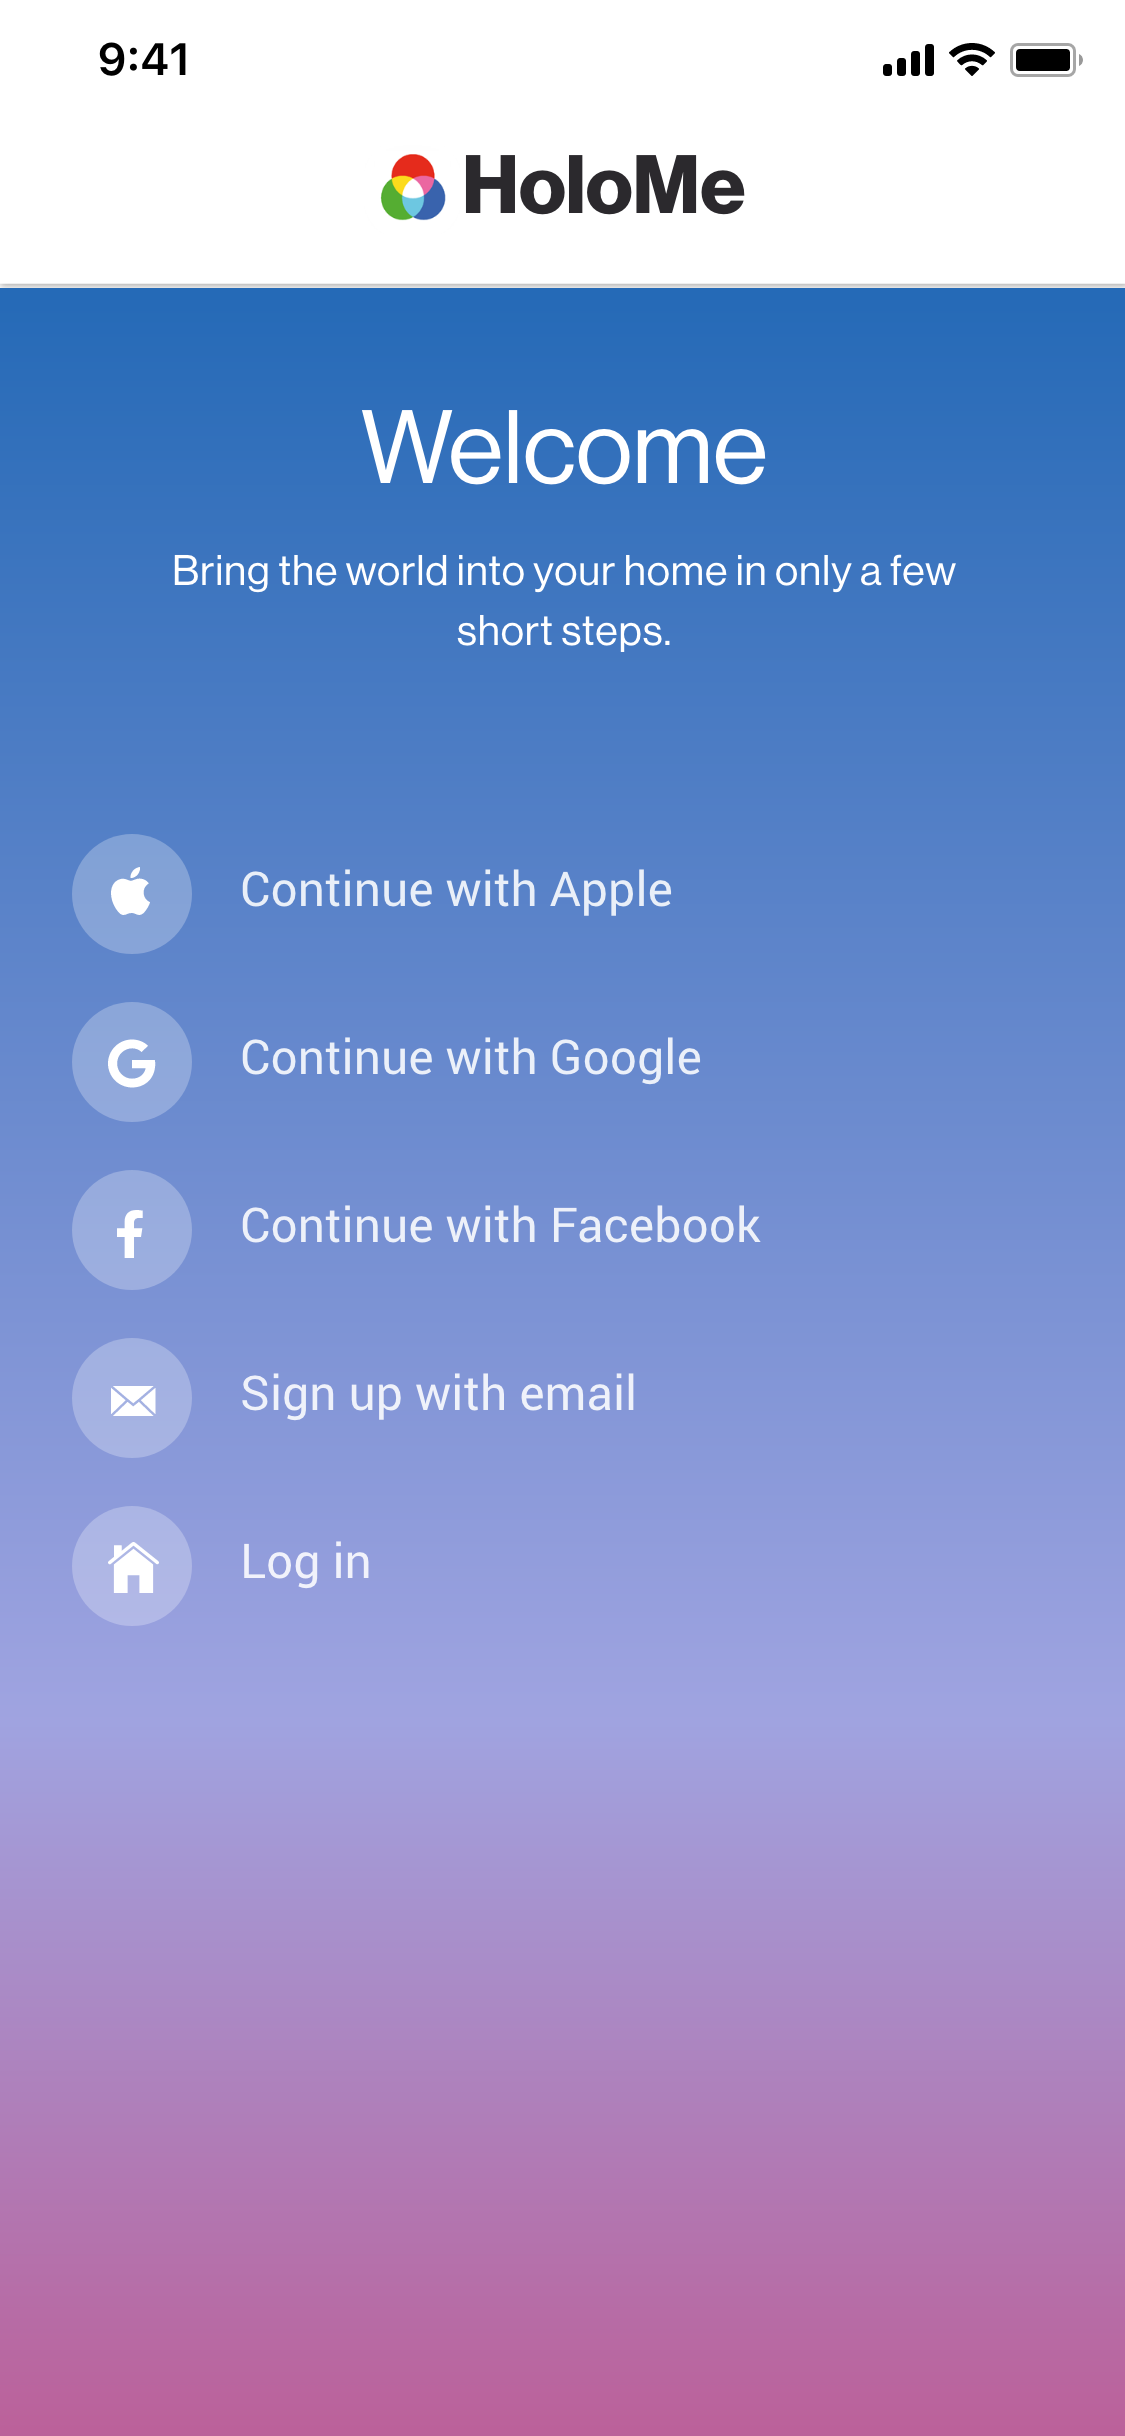 9:41
HoloMe
Welcome
Bring the world into your home in only a few
short steps.
Continue with Apple
Continue with Google
Continue with Facebook
Sign up with email
Log in